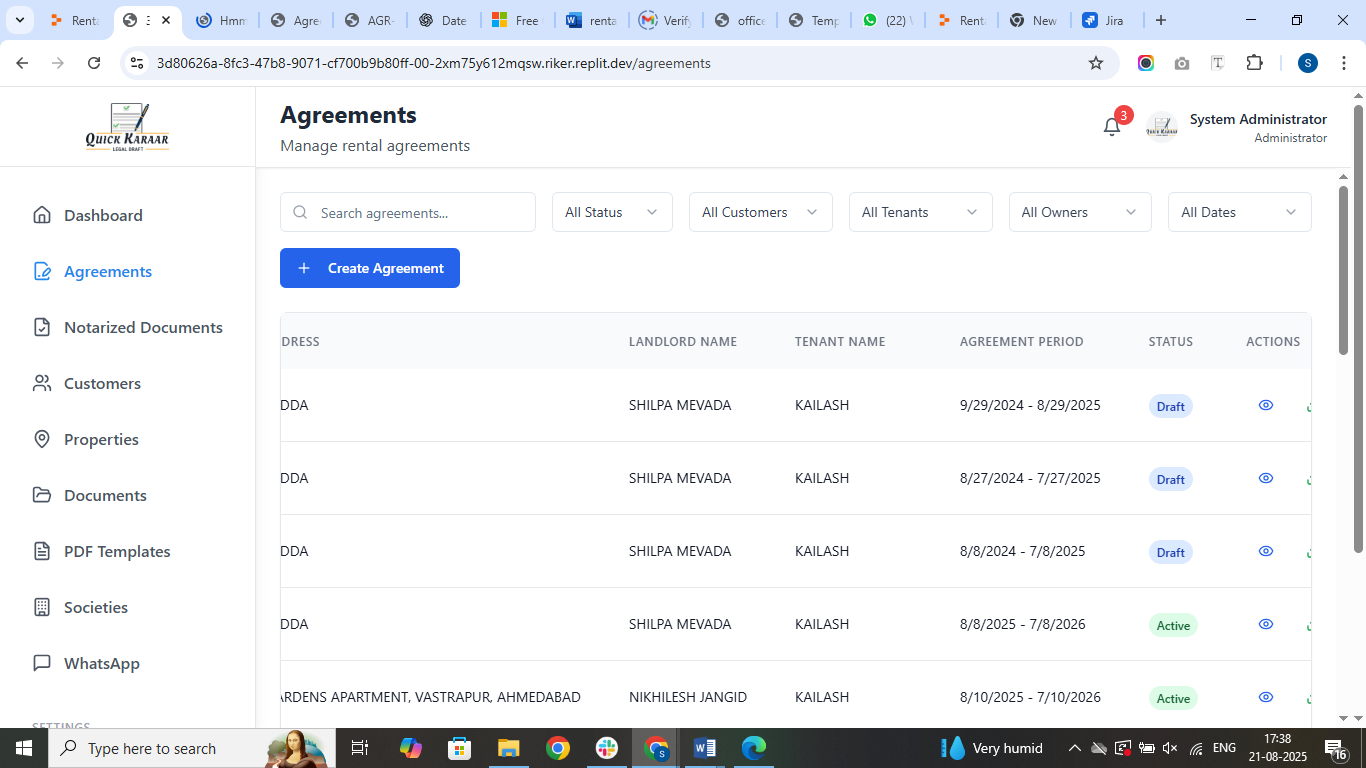 Renta
3
Hmm
Agree
AGR-
Date
Free
renta
Verify
office
Temp
(22)
Renta
New
Jira
3d80626a-8fc3-47b8-9071-cf700b9b80ff-00-2xm75y612mqsw.riker.replit.dev/agreements
S
QUICK KARAAR
LEGAL DRAFT
Agreements
Manage rental agreements
3
System Administrator
Administrator
Dashboard
Agreements
Notarized Documents
Customers
Properties
Documents
PDF Templates
Societies
WhatsApp
SETTINGS
Search agreements...
All Status
All Customers
All Tenants
All Owners
All Dates
Create Agreement
DRESS LANDLORD NAME TENANT NAME AGREEMENT PERIOD STATUS ACTIONS
DDA SHILPA MEVADA KAILASH 9/29/2024 - 8/29/2025 Draft
DDA SHILPA MEVADA KAILASH 8/27/2024 - 7/27/2025 Draft
DDA SHILPA MEVADA KAILASH 8/8/2024 - 7/8/2025 Draft
DDA SHILPA MEVADA KAILASH 8/8/2025 - 7/8/2026 Active
ARDENS APARTMENT, VASTRAPUR, AHMEDABAD NIKHILESH JANGID KAILASH 8/10/2025 - 7/10/2026 Active
Type here to search
Very humid
ENG
17:38
21-08-2025
16